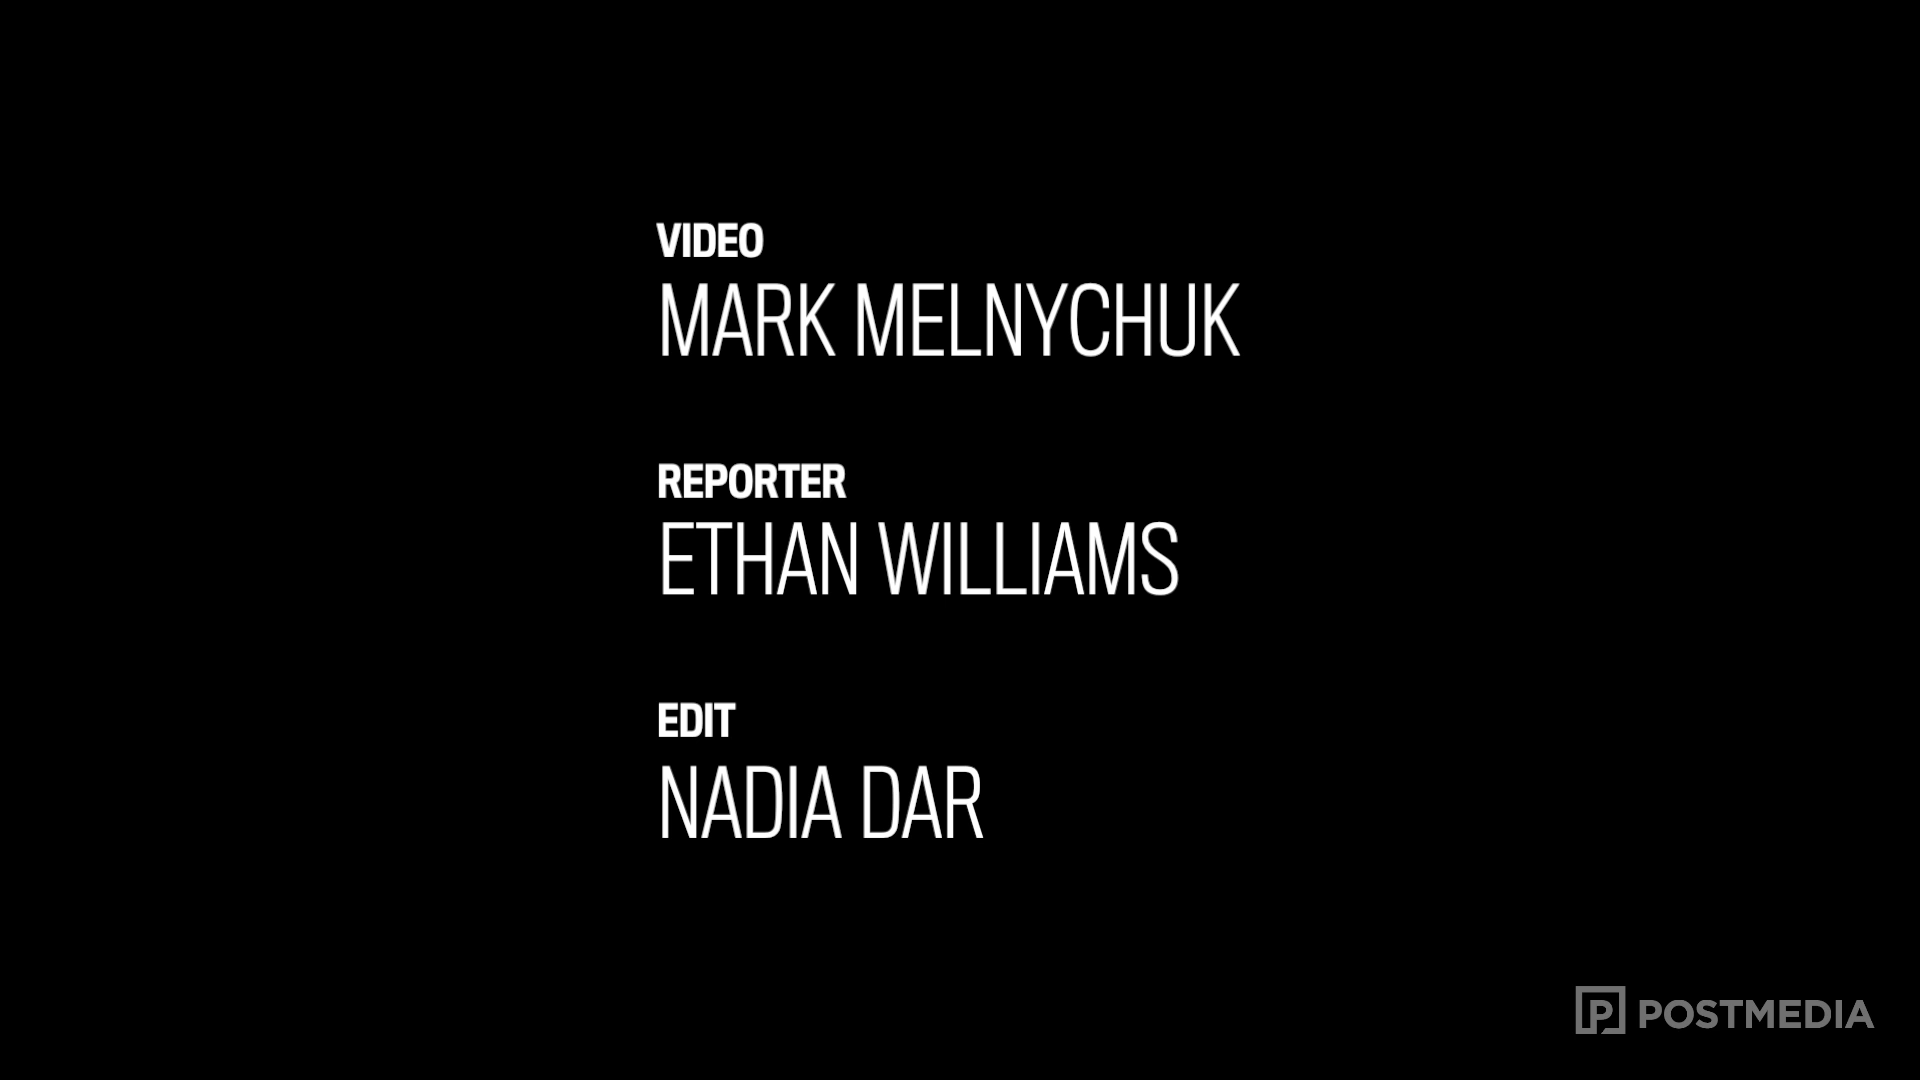 VIDEO
MARK MELNYCHUK
REPORTER
ETHAN WILLIAMS
EDIT
NADIA DAR
POSTMEDIA